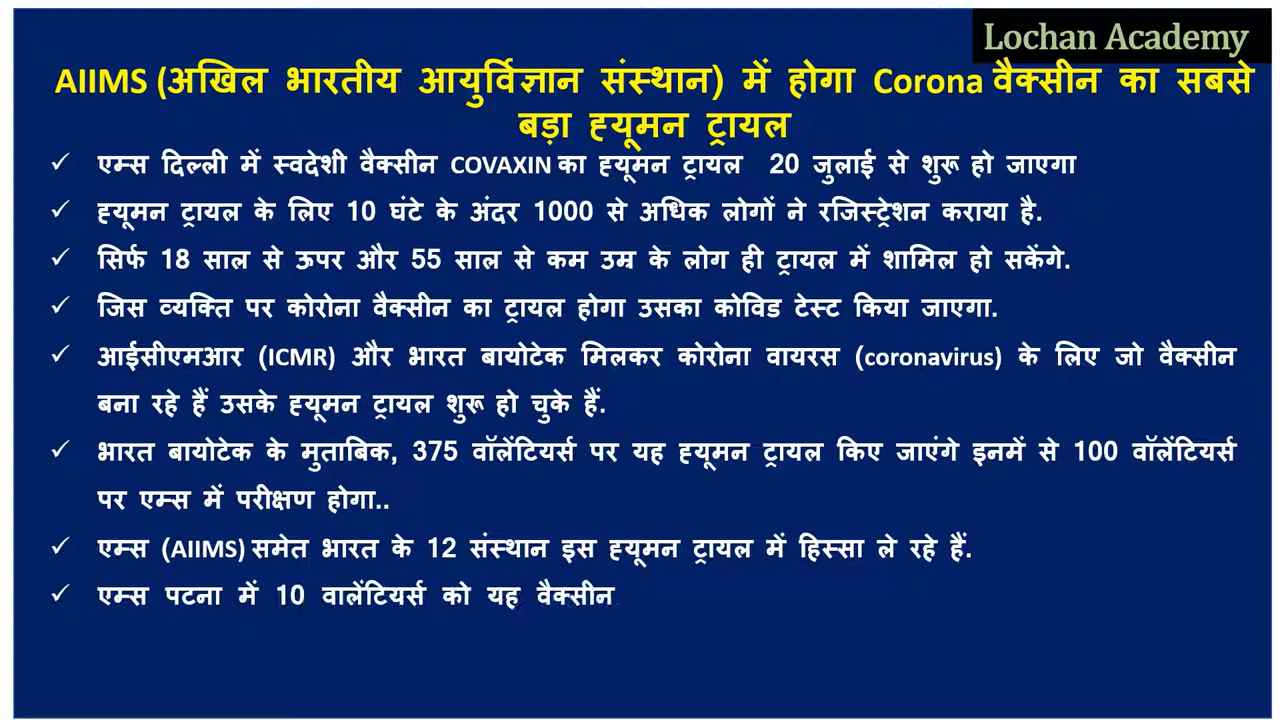 Lochan Academy
AIIMS (अखिल भारतीय आयुर्विज्ञान संस्थान) में होगा Corona वैक्सीन का सबसे
बड़ा ह्यूमन ट्रायल
✓ एम्स दिल्ली में स्वदेशी वैक्सीन COVAXIN का ह्यूमन ट्रायल 20 जुलाई से शुरू हो जाएगा
✓ ह्यूमन ट्रायल के लिए 10 घंटे के अंदर 1000 से अधिक लोगों ने रजिस्ट्रेशन कराया है.
✓ सिर्फ 18 साल से ऊपर और 55 साल से कम उम्र के लोग ही ट्रायल में शामिल हो सकेंगे.
✓ जिस व्यक्ति पर कोरोना वैक्सीन का ट्रायल होगा उसका कोविड टेस्ट किया जाएगा.
✓ आईसीएमआर (ICMR) और भारत बायोटेक मिलकर कोरोना वायरस (coronavirus) के लिए जो वैक्सीन
बना रहे हैं उसके ह्यूमन ट्रायल शुरू हो चुके हैं.
✓ भारत बायोटेक के मुताबिक, 375 वॉलेंटियर्स पर यह ह्यूमन ट्रायल किए जाएंगे इनमें से 100 वॉलेंटियर्स
पर एम्स में परीक्षण होगा..
✓ एम्स (AIIMS) समेत भारत के 12 संस्थान इस ह्यूमन ट्रायल में हिस्सा ले रहे हैं.
✓ एम्स पटना में 10 वालेंटियर्स को यह वैक्सीन